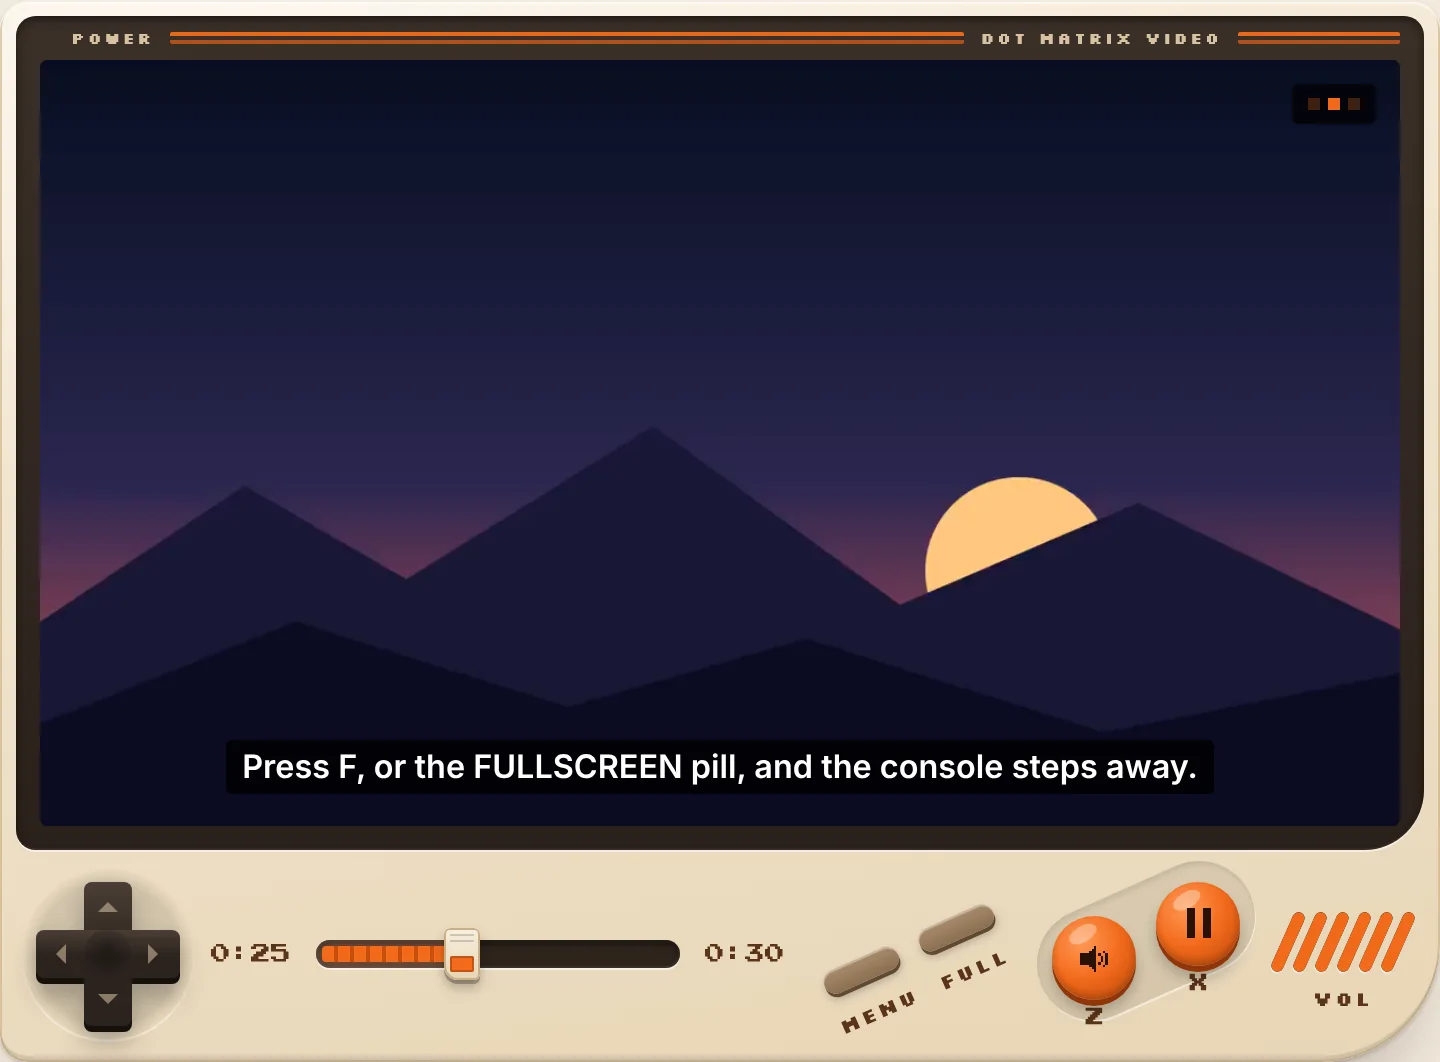 POWER
DOT MATRIX VIDEO
Press F, or the FULLSCREEN pill, and the console steps away.
0:25
0:30
MENU
FULL
Z
X
VOL